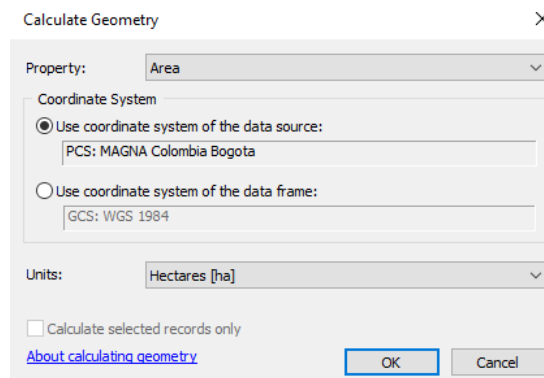 Calculate Geometry
Property: Area
Coordinate System
Use coordinate system of the data source:
PCS: MAGNA Colombia Bogota
Use coordinate system of the data frame:
GCS: WGS 1984
Units: Hectares [ha]
Calculate selected records only
About calculating geometry OK Cancel